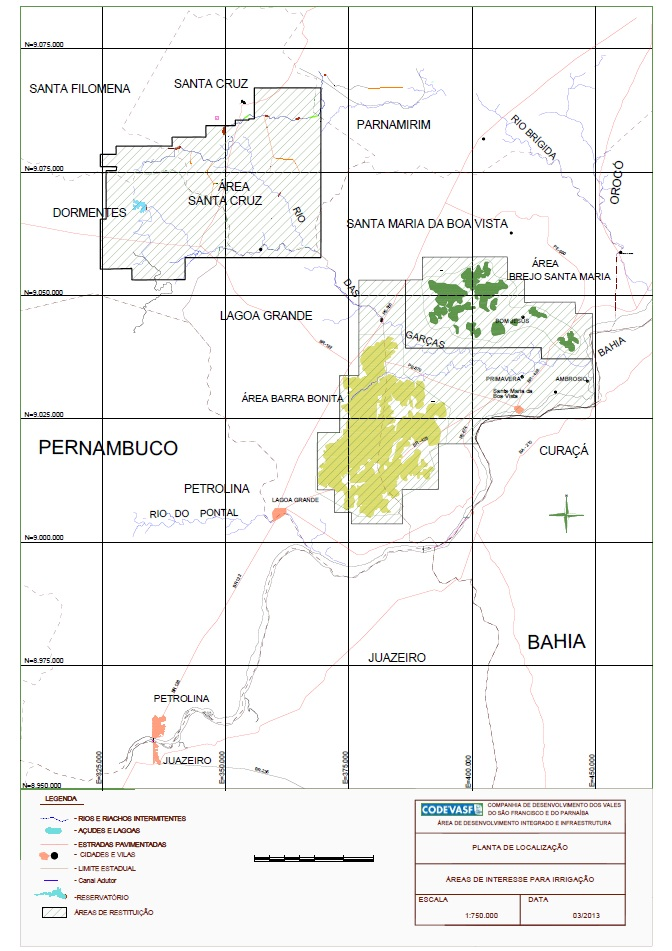 N=9.075.000
SANTA CRUZ
SANTA FILOMENA
PARNAMIRIM
RIO BRÍGIDA
OROCÓ
N=9.075.000
ÁREA
SANTA CRUZ
DORMENTES
RIO
SANTA MARIA DA BOA VISTA
ÁREA
BREJO SANTA MARIA
DAS
N=9.050.000
LAGOA GRANDE
BOM JESUS
GARÇAS
BAHIA
PRIMAVERA
AMBROSIO
Santa Maria da
Boa Vista
ÁREA BARRA BONITA
N=9.025.000
PERNAMBUCO
CURAÇÁ
PETROLINA
LAGOA GRANDE
RIO DO PONTAL
N=9.000.000
BAHIA
JUAZEIRO
N=8.975.000
PETROLINA
JUAZEIRO
E=325.000
E=350.000
E=375.000
E=400.000
E=450.000
N=8.950.000
LEGENDA
- RIOS E RIACHOS INTERMITENTES
- AÇUDES E LAGOAS
- ESTRADAS PAVIMENTADAS
- CIDADES E VILAS
- LIMITE ESTADUAL
- Canal Adutor
-RESERVATÓRIO
ÁREAS DE RESTITUIÇÃO
CODEVASF
COMPANHIA DE DESENVOLVIMENTO DOS VALES
DO SÃO FRANCISCO E DO PARNAÍBA
ÁREA DE DESENVOLVIMENTO INTEGRADO E INFRAESTRUTURA
PLANTA DE LOCALIZAÇÃO
ÁREAS DE INTERESSE PARA IRRIGAÇÃO
ESCALA
1:750.000
DATA
03/2013